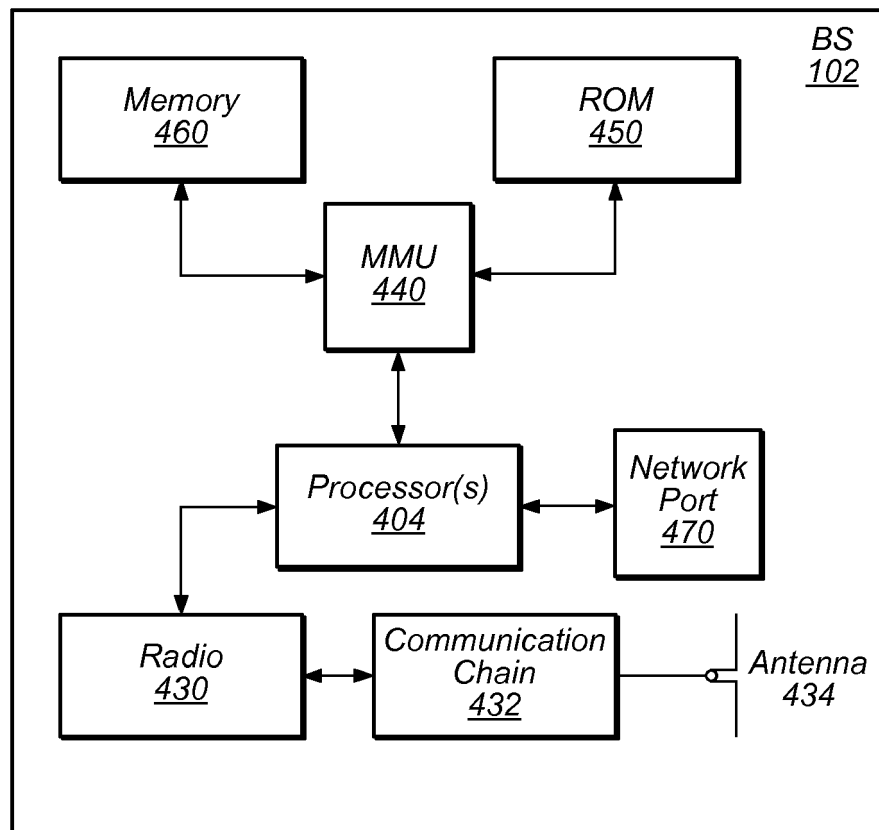 BS
102
Memory
460
ROM
450
MMU
440
Processor(s)
404
Network
Port
470
Radio
430
Communication
Chain
432
Antenna
434